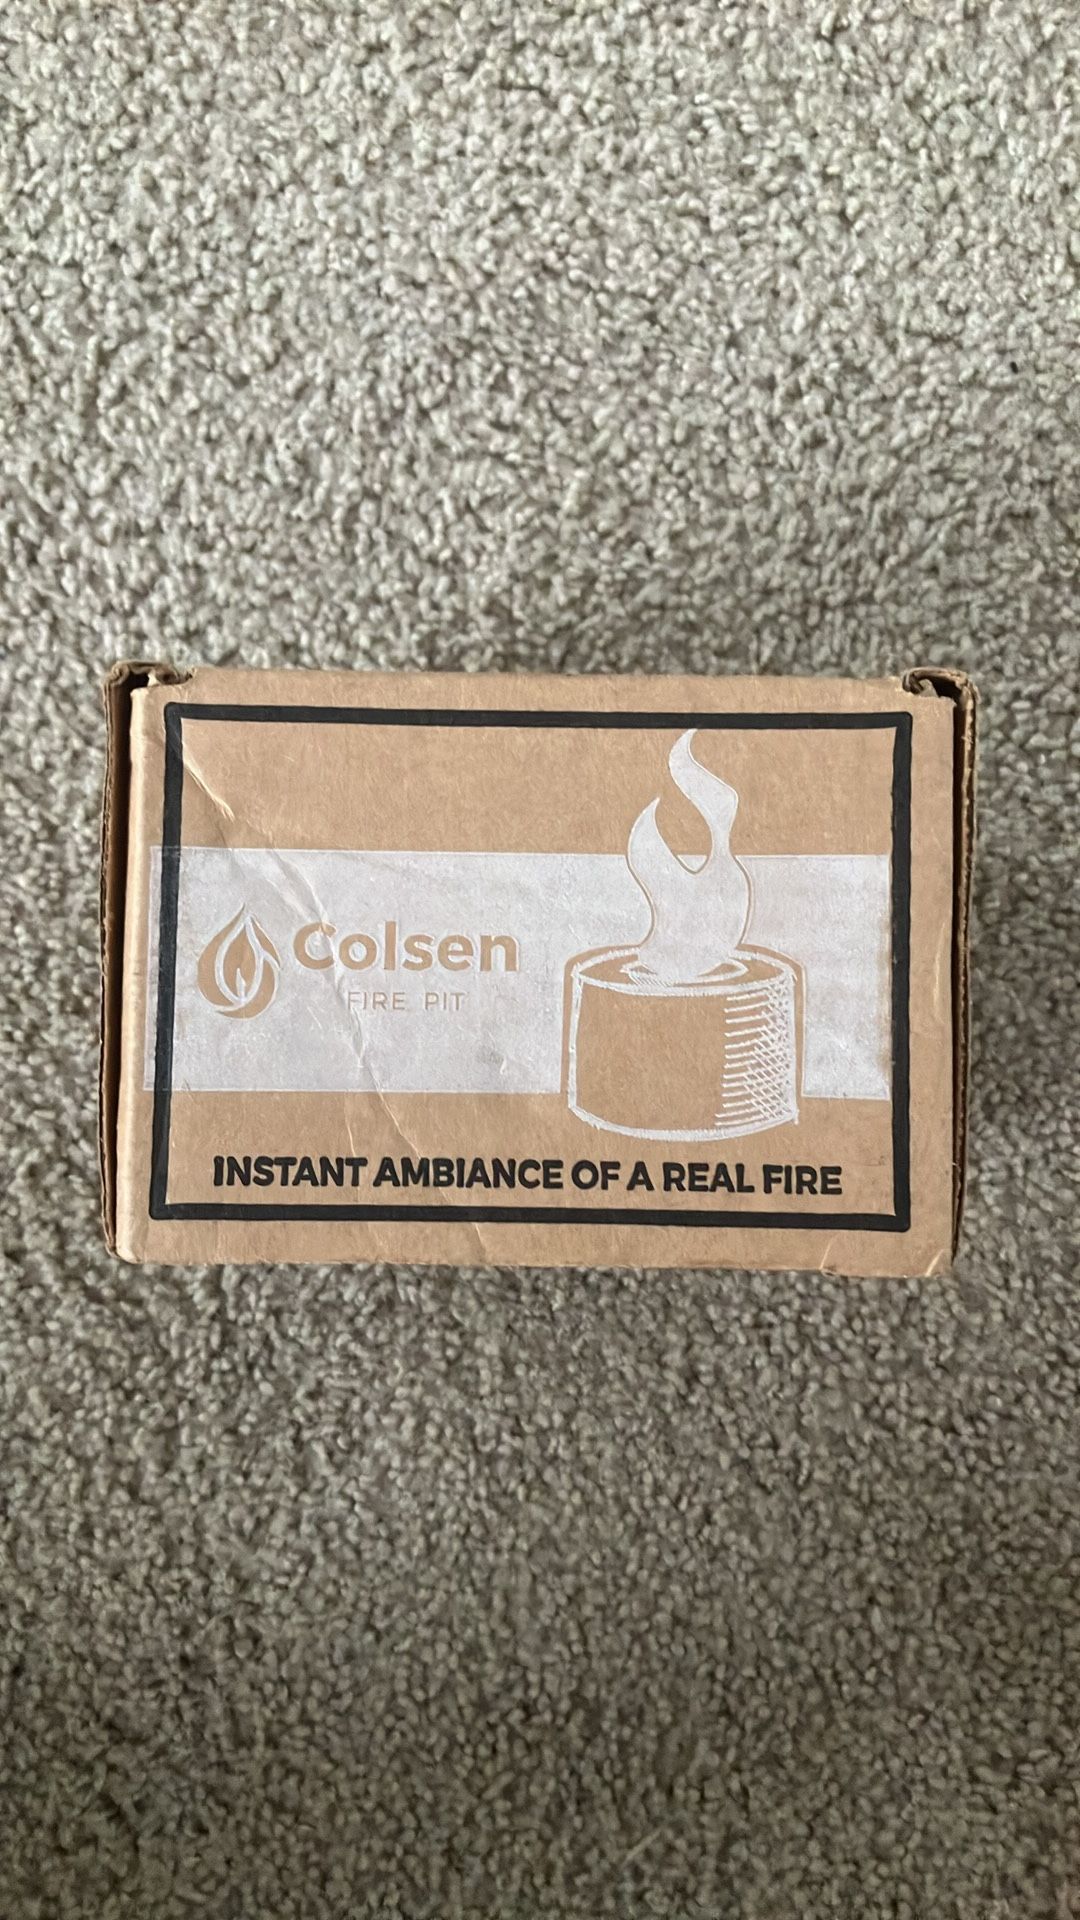 Colsen
FIRE PIT
INSTANT AMBIANCE OF A REAL FIRE